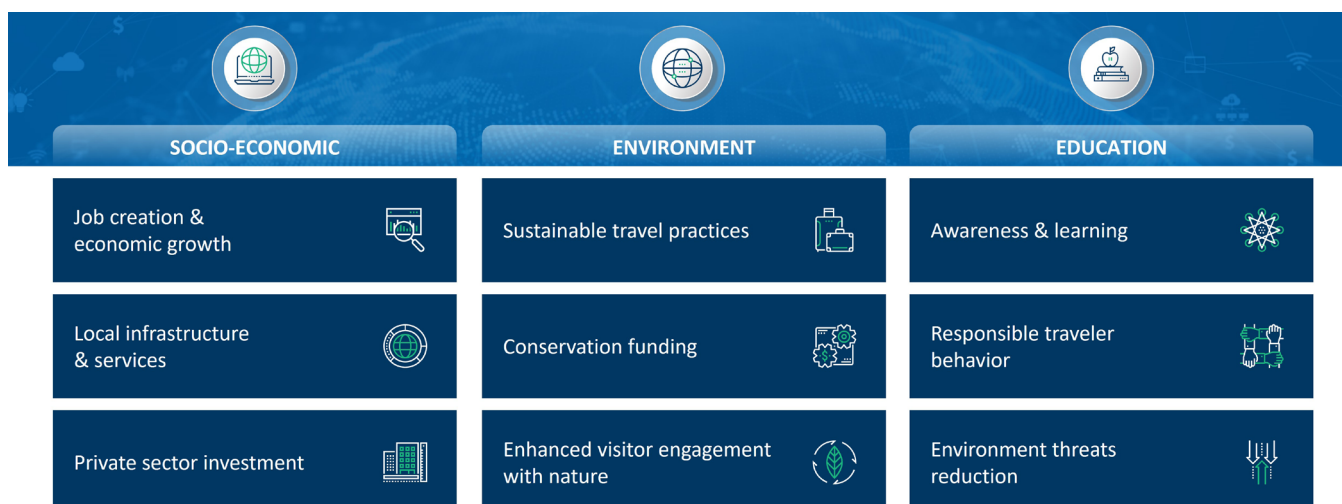 SOCIO-ECONOMIC
Job creation &
economic growth
Local infrastructure
& services
Private sector investment
ENVIRONMENT
Sustainable travel practices
Conservation funding
Enhanced visitor engagement
with nature
EDUCATION
Awareness & learning
Responsible traveler
behavior
Environment threats
reduction